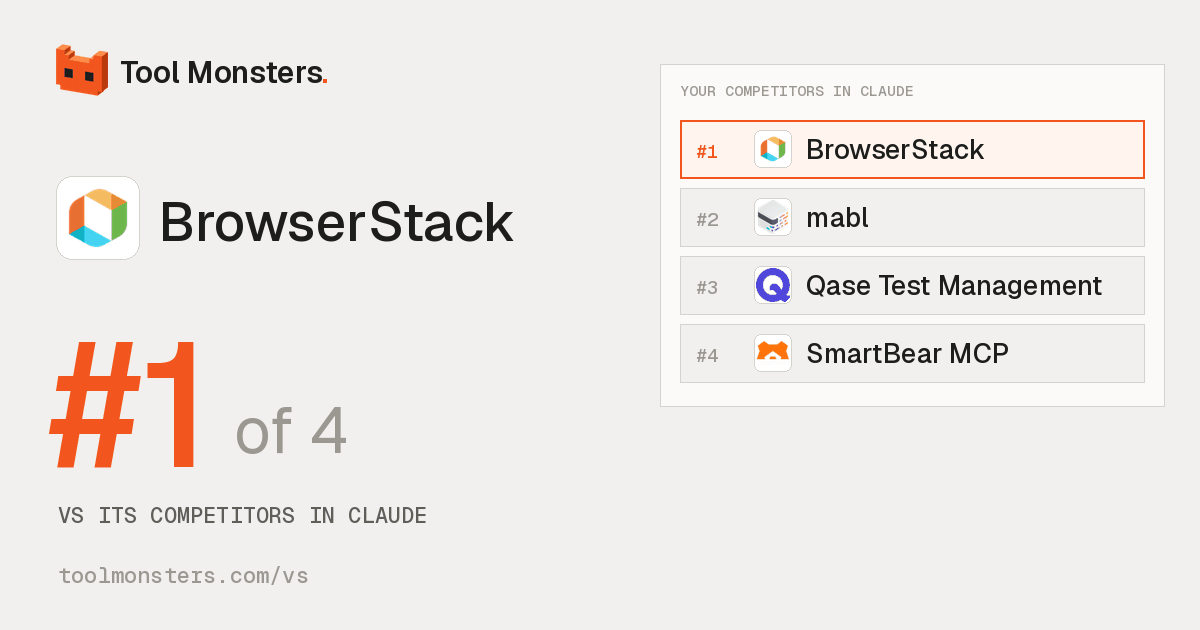 Tool Monsters.
BrowserStack
#1 of 4
VS ITS COMPETITORS IN CLAUDE
toolmonsters.com/vs
YOUR COMPETITORS IN CLAUDE
#1 BrowserStack
#2 mabl
#3 Qase Test Management
#4 SmartBear MCP